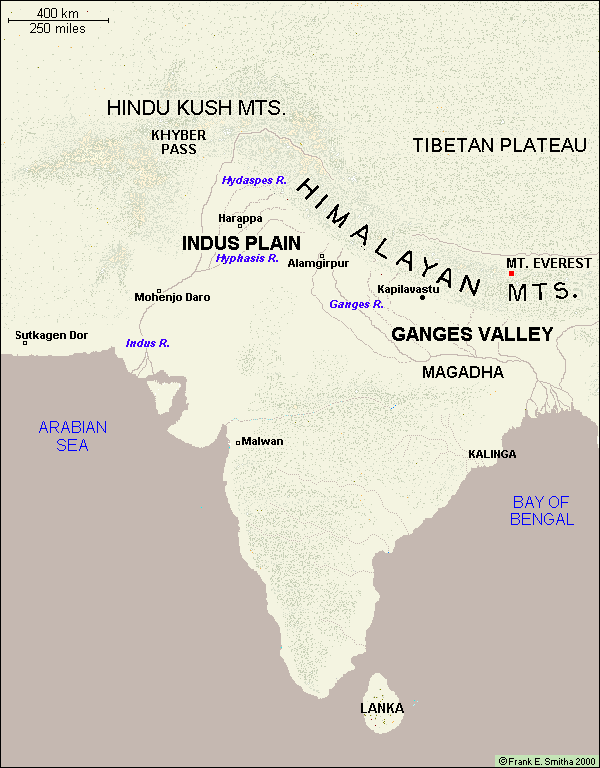 400 km
250 miles
HINDU KUSH MTS.
KHYBER
PASS
TIBETAN PLATEAU
Hydaspes R.
HIMALAYAN
MTS.
Harappa
INDUS PLAIN
Hyphasis R.
Alamgirpur
MT. EVEREST
Kapilavastu
Mohenjo Daro
Ganges R.
Sutkagen Dor
Indus R.
GANGES VALLEY
MAGADHA
ARABIAN
SEA
Malwan
KALINGA
BAY OF
BENGAL
LANKA
©Frank E. Smitha 2000